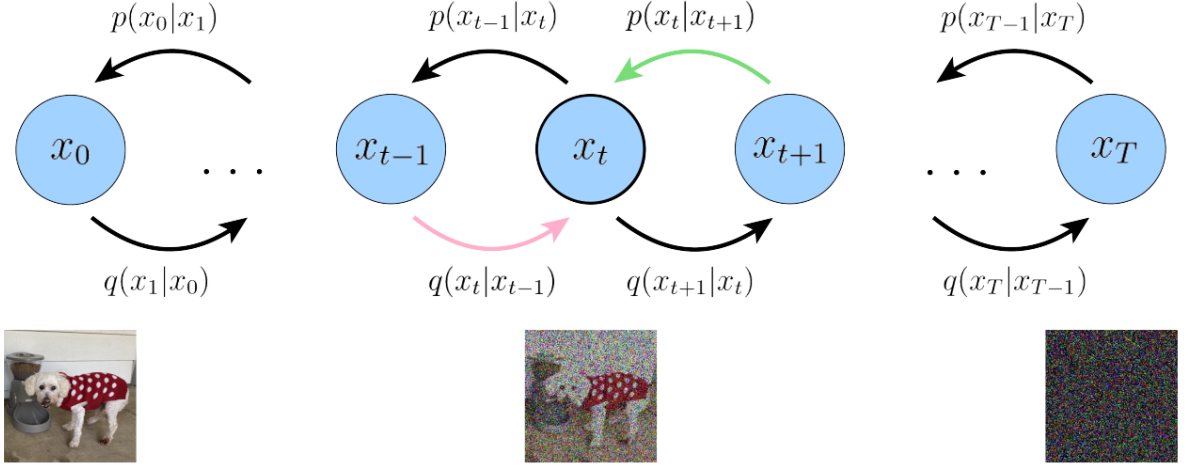 p(x_0|x_1) p(x_{t-1}|x_t) p(x_t|x_{t+1}) p(x_{T-1}|x_T)
x_0 . . . x_{t-1} x_t x_{t+1} . . . x_T
q(x_1|x_0) q(x_t|x_{t-1}) q(x_{t+1}|x_t) q(x_T|x_{T-1})